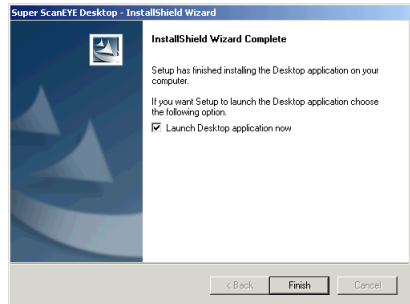 Super ScanEYE Desktop - InstallShield Wizard
InstallShield Wizard Complete
Setup has finished installing the Desktop application on your
computer.
If you want Setup to launch the Desktop application choose
the following option.
Launch Desktop application now
< Back
Finish
Cancel